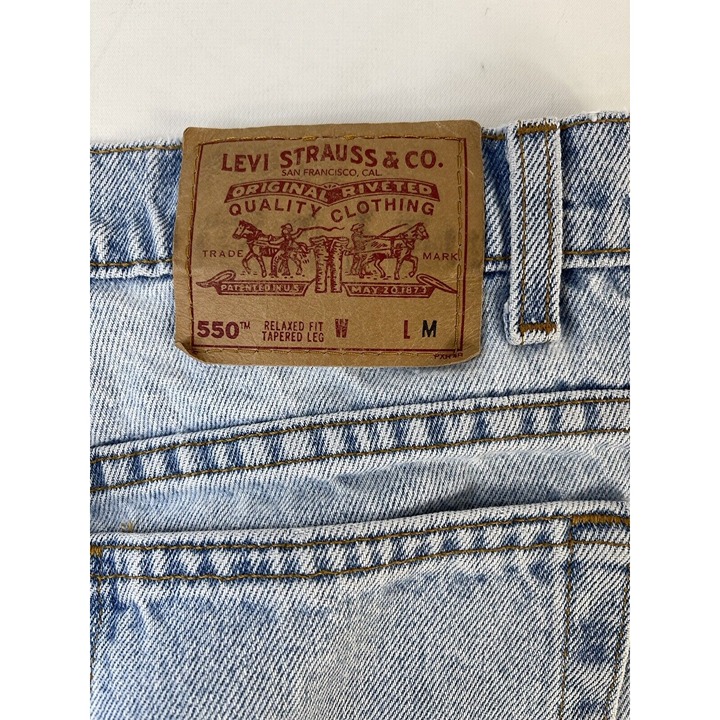 LEVI STRAUSS & CO.
SAN FRANCISCO, CAL.
ORIGINAL RIVETED
QUALITY CLOTHING
TRADE MARK
PATENTED IN U.S. MAY 20, 1873
550™ RELAXED FIT W L M
TAPERED LEG